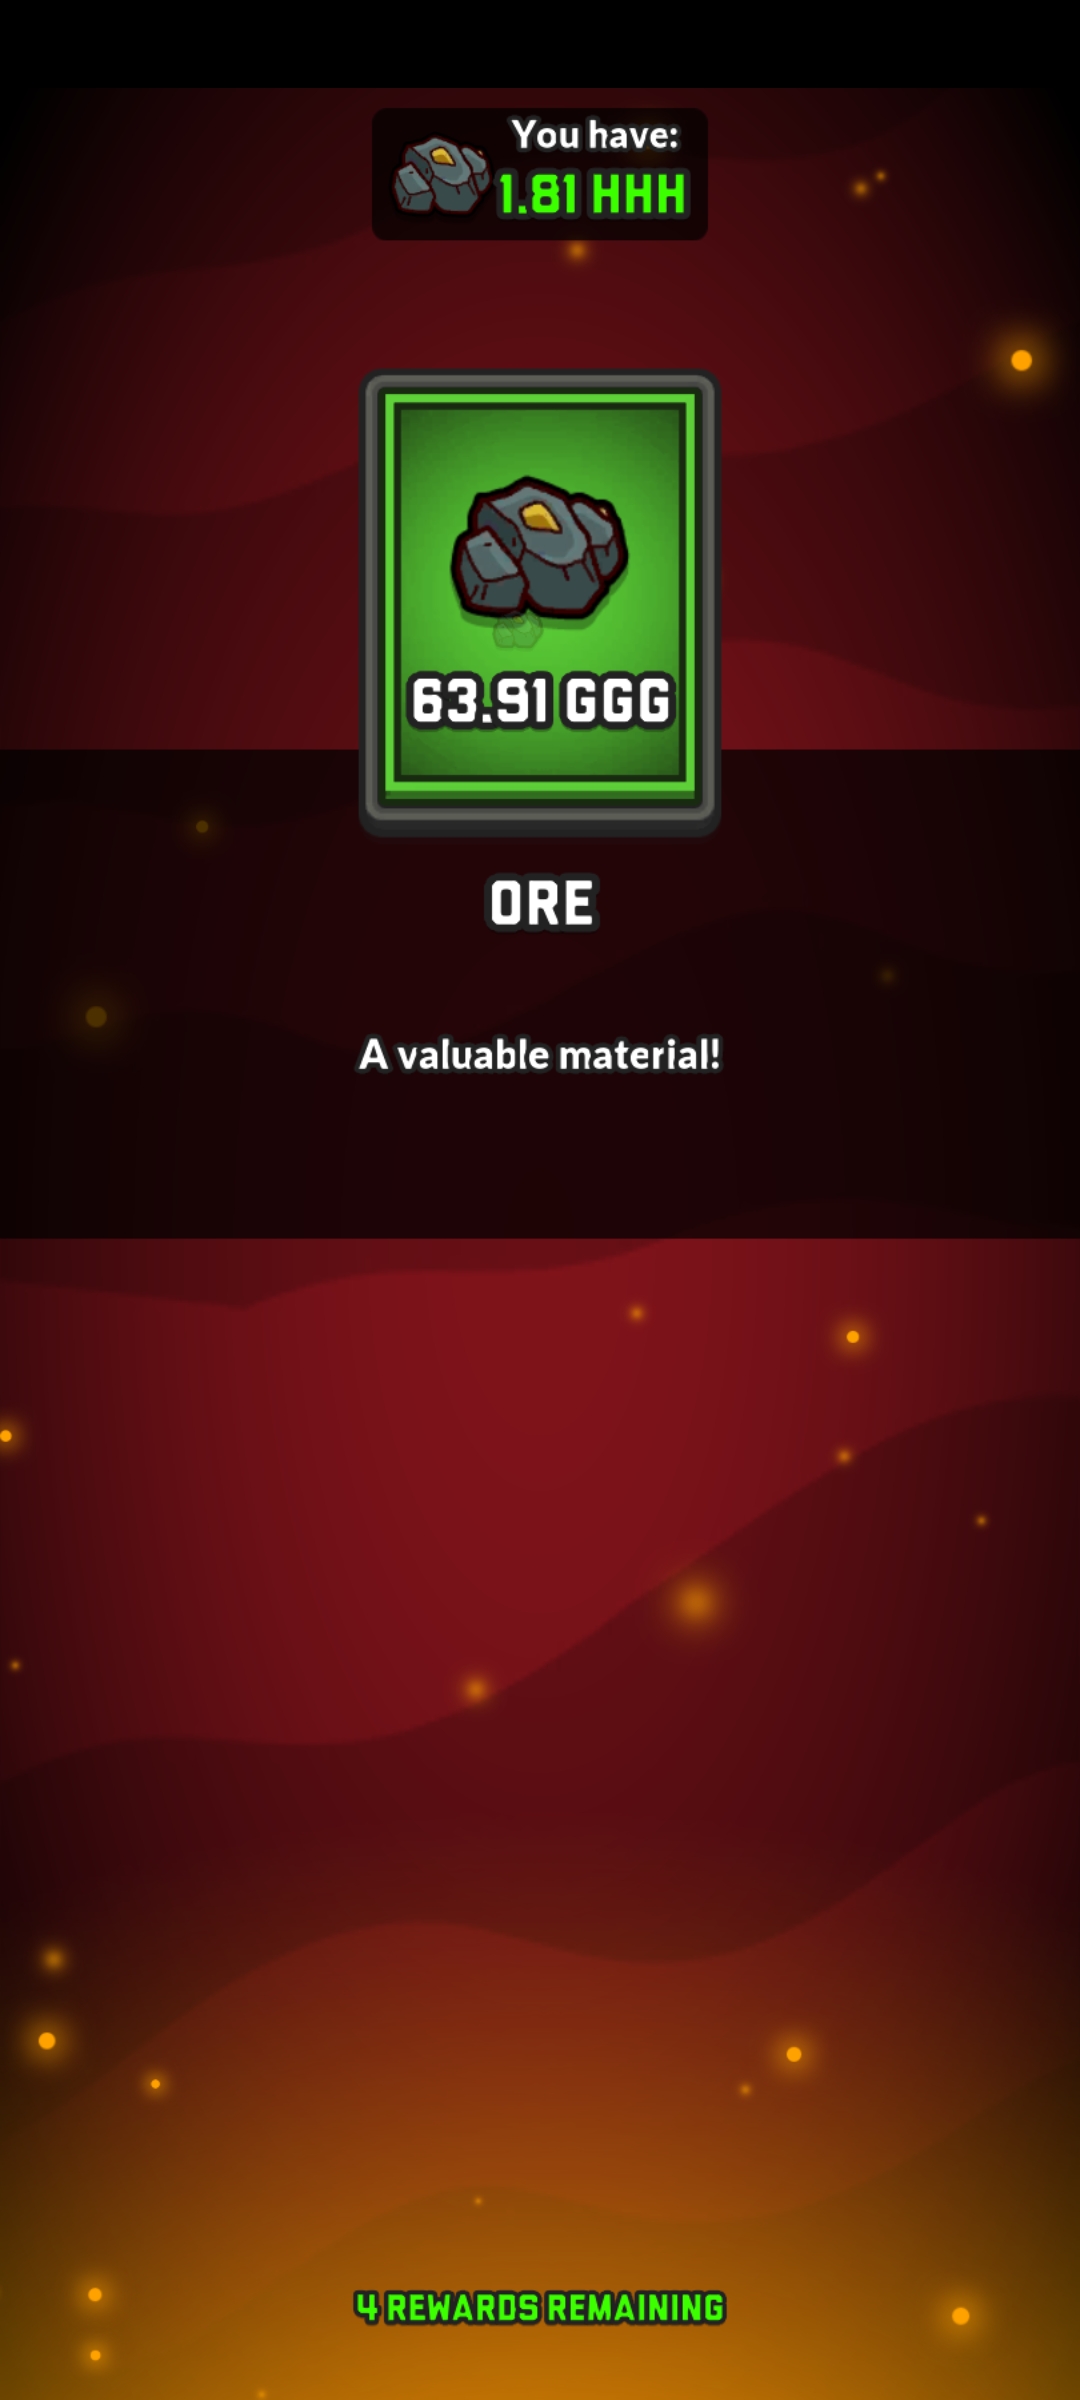 You have:
1.81 HHH
63.91 GGG
ORE
A valuable material!
4 REWARDS REMAINING